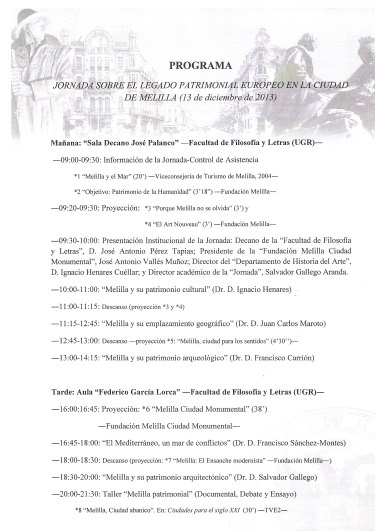 PROGRAMA
JORNADA SOBRE EL LEGADO PATRIMONIAL EUROPEO EN LA CIUDAD
DE MELILLA (13 de diciembre de 2013)
Mañana: “Sala Decano José Palanco” —Facultad de Filosofía y Letras (UGR)—
—09:00-09:30: Información de la Jornada-Control de Asistencia
*1 “Melilla y el Mar” (20’) —Viceconsejería de Turismo de Melilla, 2004—
*2 “Objetivo: Patrimonio de la Humanidad” (3’18”) —Fundación Melilla—
—09:20-09:30: Proyección: *3 “Porque Melilla no se olvida” (3’) y
*4 “El Art Nouveau” (3’) —Fundación Melilla—
—09:30-10:00: Presentación Institucional de la Jornada: Decano de la “Facultad de Filosofía
y Letras”, D. José Antonio Pérez Tapias; Presidente de la “Fundación Melilla Ciudad
Monumental”, José Antonio Vallés Muñoz; Director del “Departamento de Historia del Arte”,
D. Ignacio Henares Cuéllar; y Director académico de la “Jornada”, Salvador Gallego Aranda.
—10:00-11:00: “Melilla y su patrimonio cultural” (Dr. D. Ignacio Henares)
—11:00-11:15: Descanso (proyección *3 y *4)
—11:15-12:45: “Melilla y su emplazamiento geográfico” (Dr. D. Juan Carlos Maroto)
—12:45-13:00: Descanso —proyección *5: “Melilla, ciudad para los sentidos” (4’30’’)—
—13:00-14:15: “Melilla y su patrimonio arqueológico” (Dr. D. Francisco Carrión)
Tarde: Aula “Federico García Lorca” —Facultad de Filosofía y Letras (UGR)—
—16:00:16:45: Proyección: *6 “Melilla Ciudad Monumental” (38’)
—Fundación Melilla Ciudad Monumental—
—16:45-18:00: “El Mediterráneo, un mar de conflictos” (Dr. D. Francisco Sánchez-Montes)
—18:00-18:30: Descanso (proyección: *7 “Melilla: El Ensanche modernista” —Fundación Melilla—)
—18:30-20:00: “Melilla y su patrimonio arquitectónico” (Dr. D. Salvador Gallego)
—20:00-21:30: Taller “Melilla patrimonial” (Documental, Debate y Ensayo)
*8 “Melilla, Ciudad abanico”. En: Ciudades para el siglo XXI (30’) —TVE2—